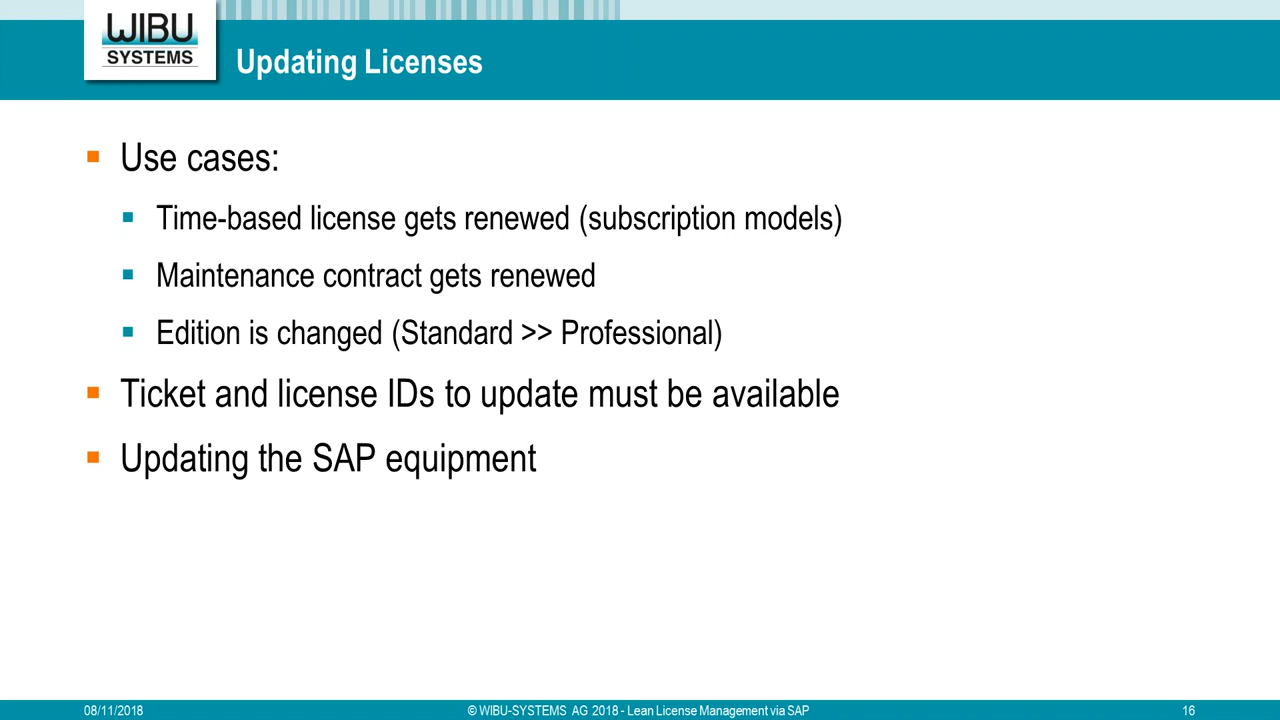 WIBU
SYSTEMS
Updating Licenses
Use cases:
Time-based license gets renewed (subscription models)
Maintenance contract gets renewed
Edition is changed (Standard >> Professional)
Ticket and license IDs to update must be available
Updating the SAP equipment
08/11/2018
© WIBU-SYSTEMS AG 2018 - Lean License Management via SAP
16